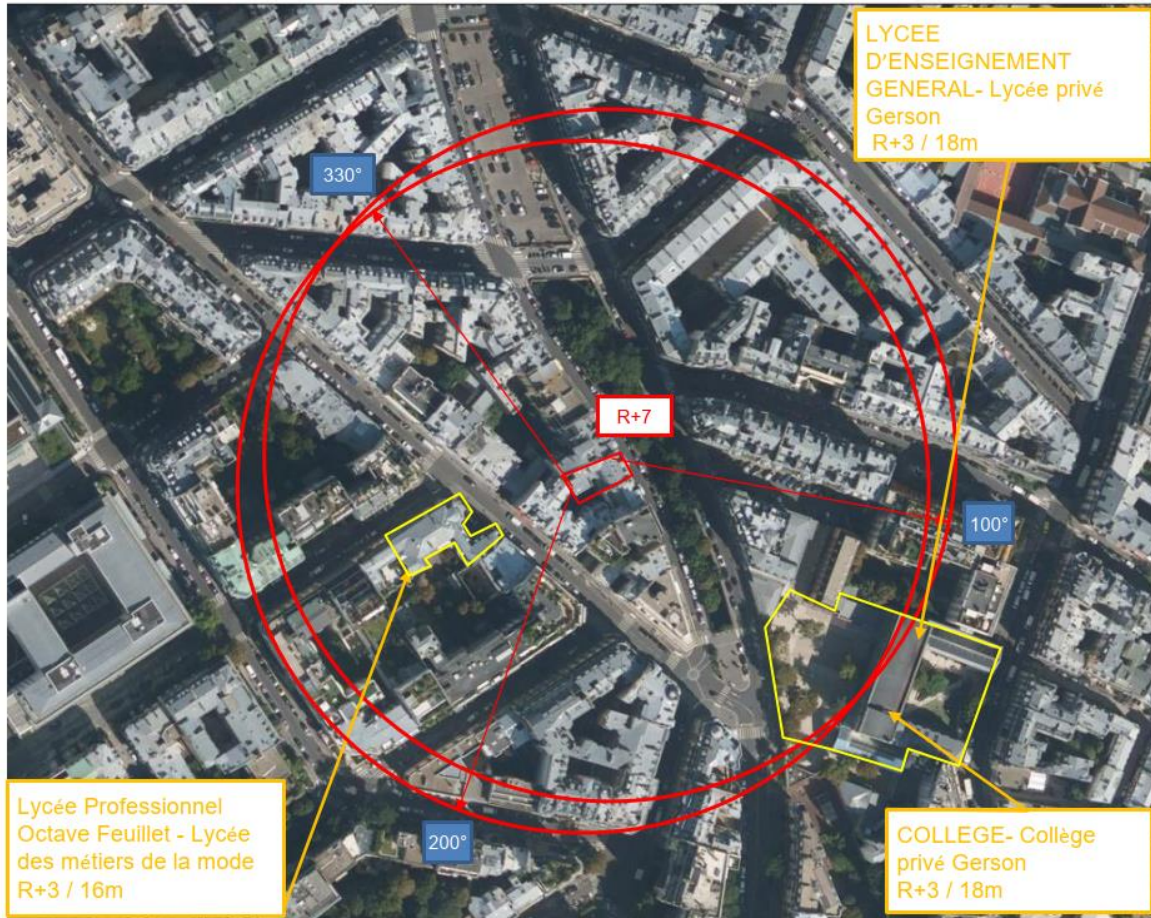 LYCEE
D'ENSEIGNEMENT
GENERAL- Lycée privé
Gerson
R+3 / 18m
330°
R+7
100°
Lycée Professionnel
Octave Feuillet - Lycée
des métiers de la mode
R+3 / 16m
200°
COLLEGE- Collège
privé Gerson
R+3 / 18m